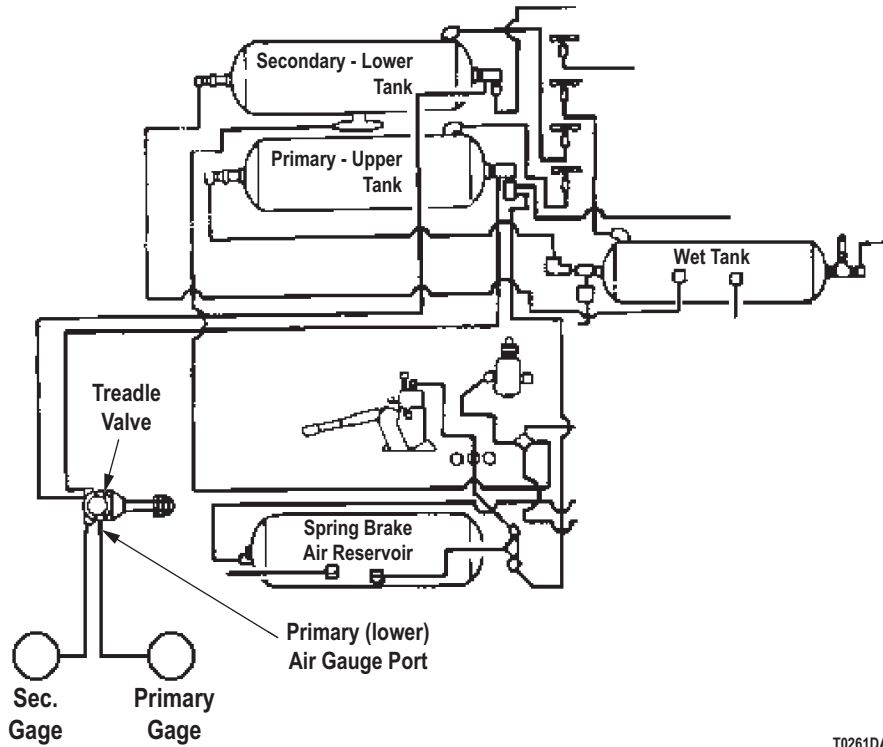 Secondary - Lower
Tank
Primary - Upper
Tank
Wet Tank
Treadle
Valve
Spring Brake
Air Reservoir
Primary (lower)
Air Gauge Port
Sec.
Gage
Primary
Gage
T0261DA